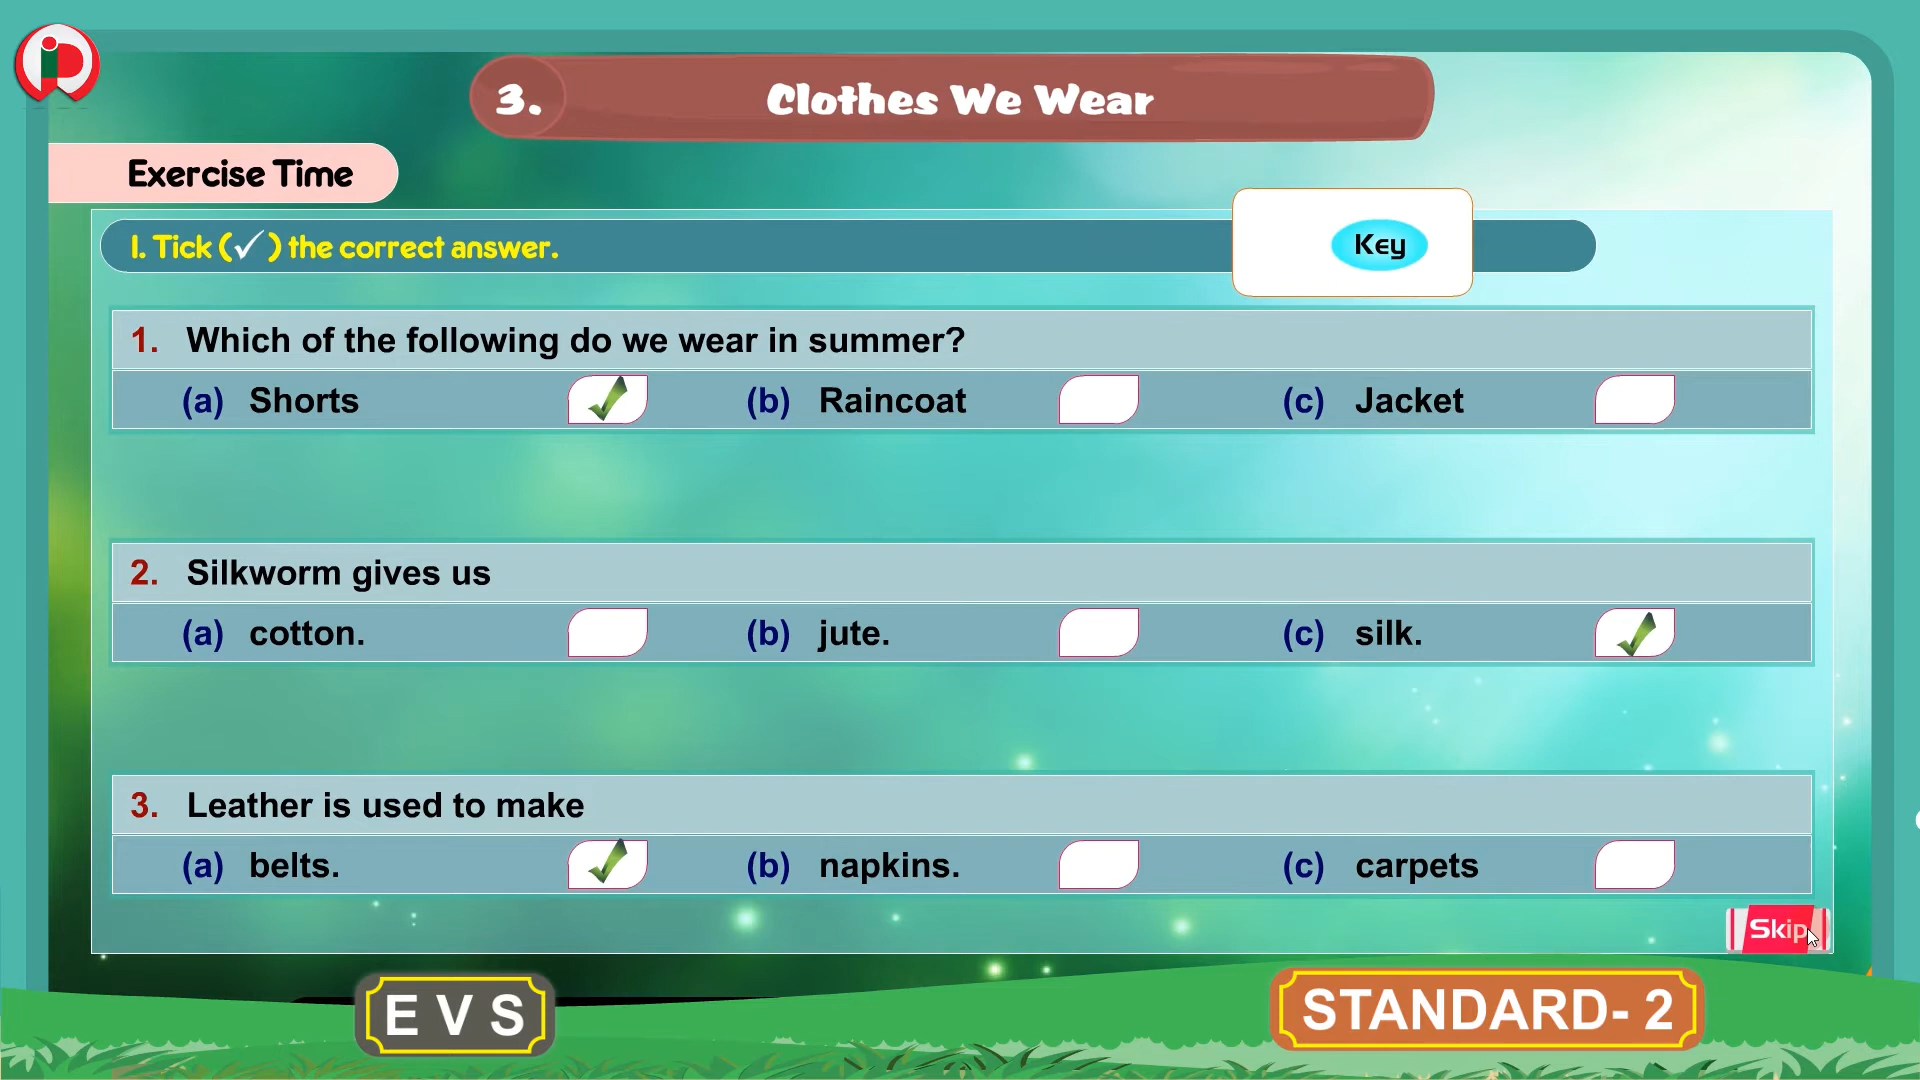 iD
3. Clothes We Wear
Exercise Time
Key
I. Tick (✓) the correct answer.
1. Which of the following do we wear in summer?
(a) Shorts ✓ (b) Raincoat (c) Jacket
2. Silkworm gives us
(a) cotton. (b) jute. (c) silk. ✓
3. Leather is used to make
(a) belts. ✓ (b) napkins. (c) carpets
Skip
E V S
STANDARD- 2